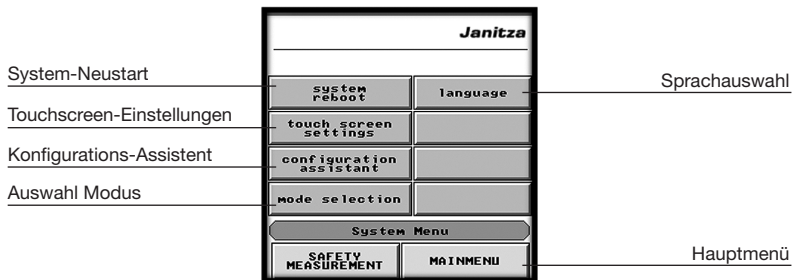 Janitza
System-Neustart
system
reboot
language
Sprachauswahl
Touchscreen-Einstellungen
touch screen
settings
Konfigurations-Assistent
configuration
assistant
Auswahl Modus
mode selection
System Menu
SAFETY
MEASUREMENT
MAINMENU
Hauptmenü